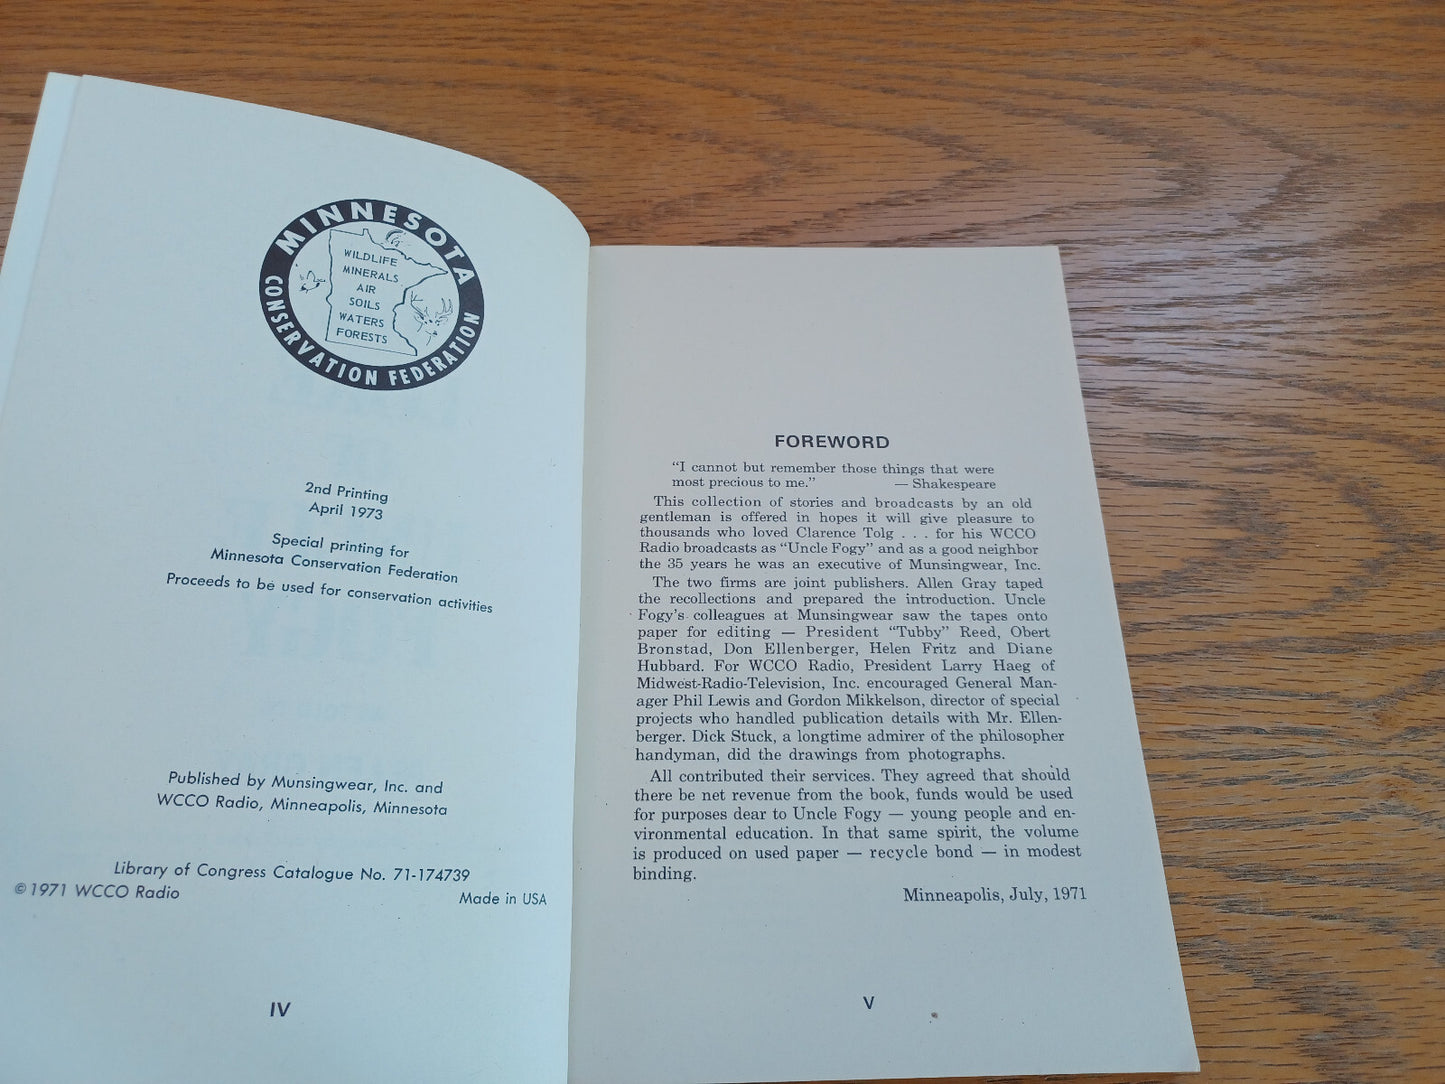 MINNESOTA
CONSERVATION FEDERATION
WILDLIFE
MINERALS
AIR
SOILS
WATERS
FORESTS
2nd Printing
April 1973
Special printing for
Minnesota Conservation Federation
Proceeds to be used for conservation activities
Published by Munsingwear, Inc. and
WCCO Radio, Minneapolis, Minnesota
Library of Congress Catalogue No. 71-174739
©1971 WCCO Radio
Made in USA
IV
FOREWORD
“I cannot but remember those things that were
most precious to me.” — Shakespeare
This collection of stories and broadcasts by an old
gentleman is offered in hopes it will give pleasure to
thousands who loved Clarence Tolg . . . for his WCCO
Radio broadcasts as “Uncle Fogy” and as a good neighbor
the 35 years he was an executive of Munsingwear, Inc.
The two firms are joint publishers. Allen Gray taped
the recollections and prepared the introduction. Uncle
Fogy’s colleagues at Munsingwear saw the tapes onto
paper for editing — President “Tubby” Reed, Obert
Bronstad, Don Ellenberger, Helen Fritz and Diane
Hubbard. For WCCO Radio, President Larry Haeg of
Midwest-Radio-Television, Inc. encouraged General Man-
ager Phil Lewis and Gordon Mikkelson, director of special
projects who handled publication details with Mr. Ellen-
berger. Dick Stuck, a longtime admirer of the philosopher
handyman, did the drawings from photographs.
All contributed their services. They agreed that should
there be net revenue from the book, funds would be used
for purposes dear to Uncle Fogy — young people and en-
vironmental education. In that same spirit, the volume
is produced on used paper — recycle bond — in modest
binding.
Minneapolis, July, 1971
V